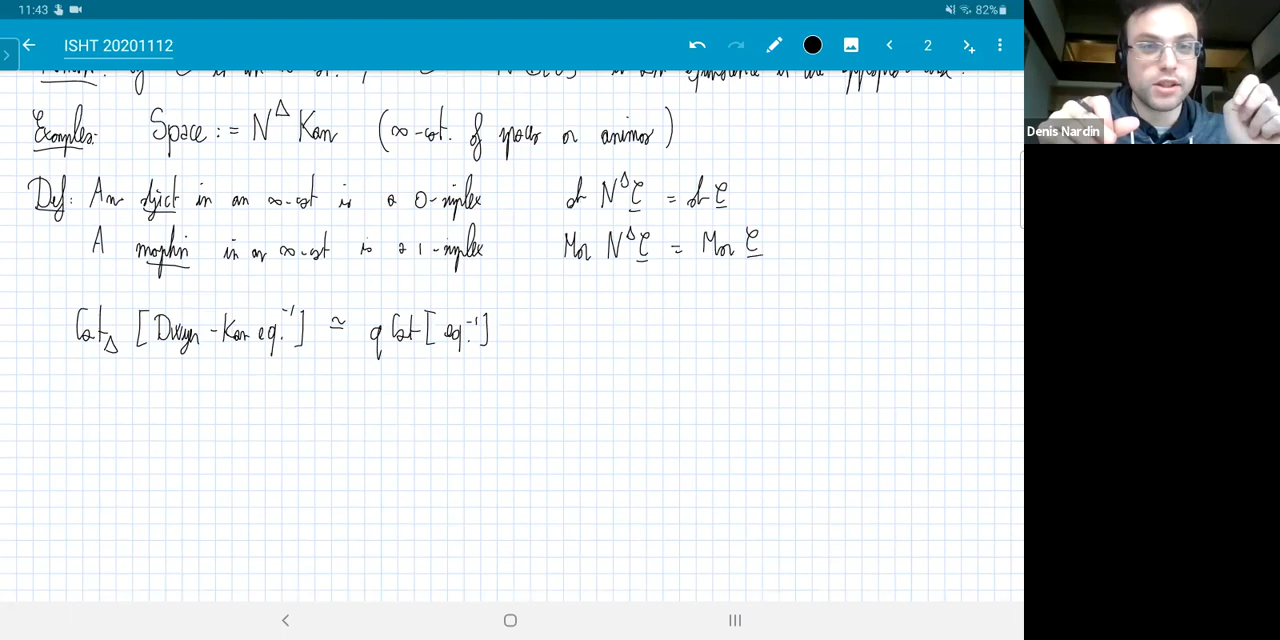 11:43 82%
ISHT 20201112
2
Denis Nardin
is an
Examples: Space := N^Δ Kan (∞-cat. of spaces or animas)
Def: An object in an ∞-cat is a 0-simplex ob N^Δ C = ob C
A morphism in an ∞-cat is a 1-simplex Mor N^Δ C = Mor C
Cat_Δ [Dwyer-Kan eq.^-1] ≃ qCat [eq.^-1]